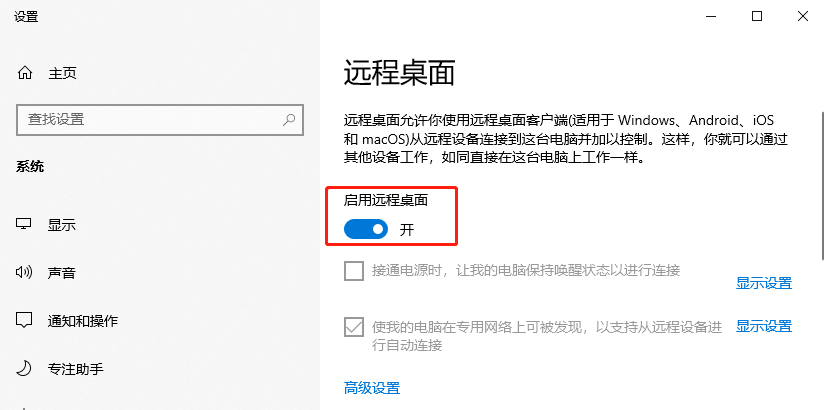 设置
主页
查找设置
系统
显示
声音
通知和操作
专注助手
远程桌面
远程桌面允许你使用远程桌面客户端(适用于 Windows、Android、iOS
和 macOS)从远程设备连接到这台电脑并加以控制。这样，你就可以通过
其他设备工作，如同直接在这台电脑上工作一样。
启用远程桌面
开
接通电源时，让我的电脑保持唤醒状态以进行连接
显示设置
使我的电脑在专用网络上可被发现，以支持从远程设备进
行自动连接
显示设置
高级设置